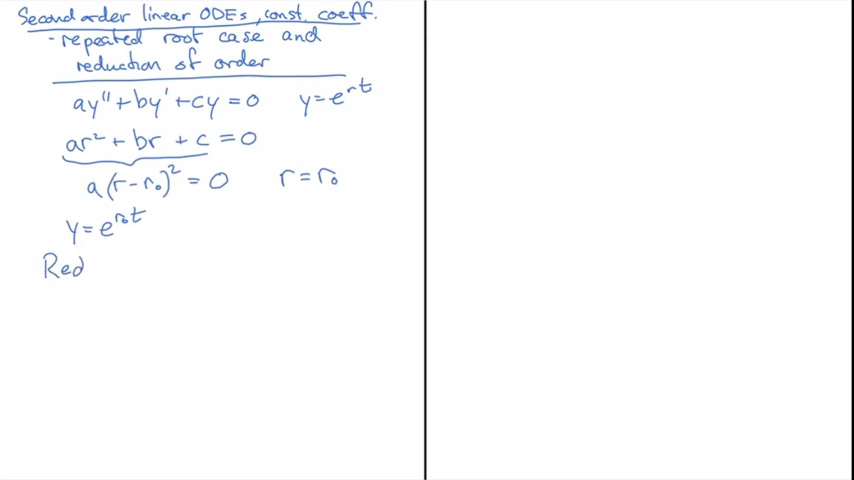 Second order linear ODEs, const. coeff.
- repeated root case and
reduction of order
ay'' + by' + cy = 0 y = e^{rt}
ar² + br + c = 0
a(r - r₀)² = 0 r = r₀
y = e^{r₀t}
Red